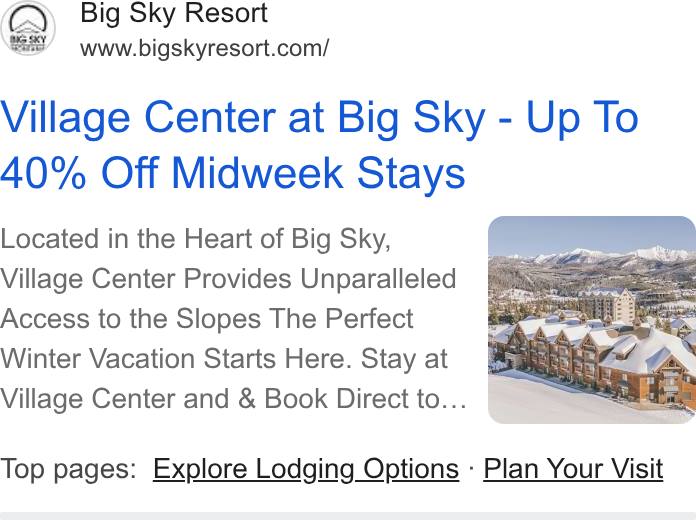 Big Sky Resort
www.bigskyresort.com/
BIG SKY
Village Center at Big Sky - Up To
40% Off Midweek Stays
Located in the Heart of Big Sky,
Village Center Provides Unparalleled
Access to the Slopes The Perfect
Winter Vacation Starts Here. Stay at
Village Center and & Book Direct to…
Top pages: Explore Lodging Options · Plan Your Visit